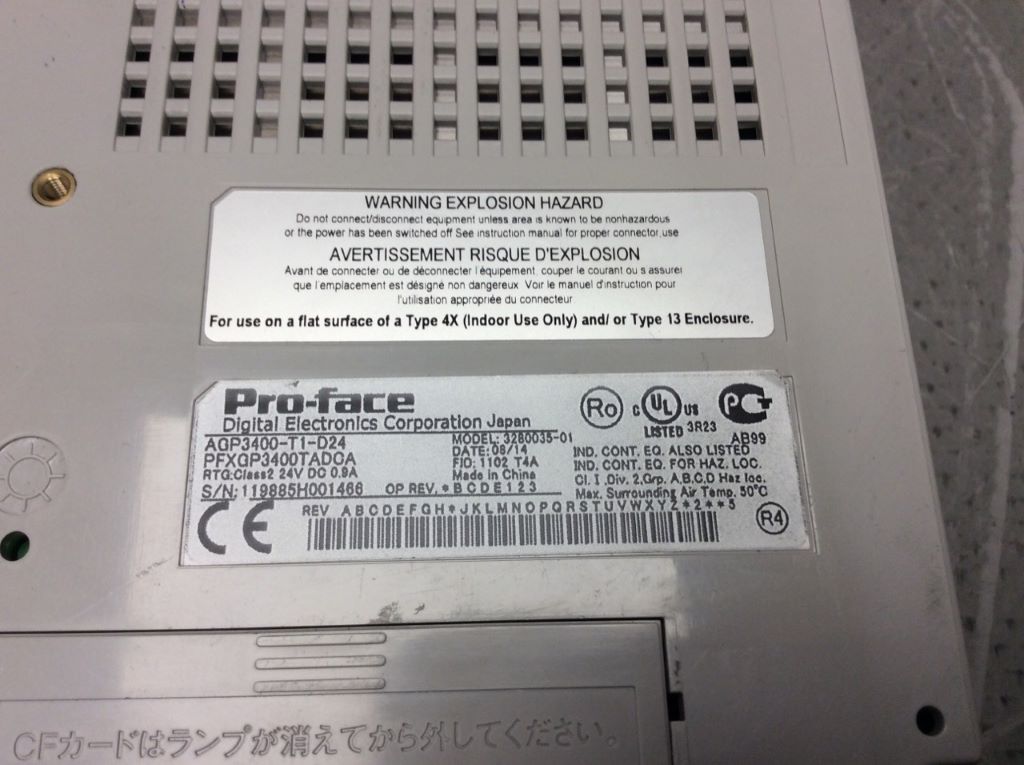 WARNING EXPLOSION HAZARD
Do not connect/disconnect equipment unless area is known to be nonhazardous
or the power has been switched off See instruction manual for proper connector use
AVERTISSEMENT RISQUE D'EXPLOSION
Avant de connecter ou de déconnecter l'équipement, couper le courant ou s assurer
que l'emplacement est désigné non dangereux Voir le manuel d'instruction pour
l'utilisation appropriée du connecteur
For use on a flat surface of a Type 4X (Indoor Use Only) and/ or Type 13 Enclosure.
Pro-face
Digital Electronics Corporation Japan
AGP3400-T1-D24
PFXGP3400TADCA
RTG:Class2 24V DC 0.9A
S/N:119885H001466
MODEL: 3280035-01
DATE: 08/14
FIO: 1102 T4A
Made in China
OP REV. *BCDE123
Ro
C UL US
LISTED 3R23
AB99
IND. CONT. EQ. ALSO LISTED
IND. CONT. EQ. FOR HAZ. LOC.
Cl. I ,Div. 2,Grp. A,B,C,D Haz loc.
Max. Surrounding Air Temp. 50°C
CE
REV ABCDEFGH*JKLMNOPQRSTUVWXYZ*2**5
R4
CFカードはランプが消えてから外してください。